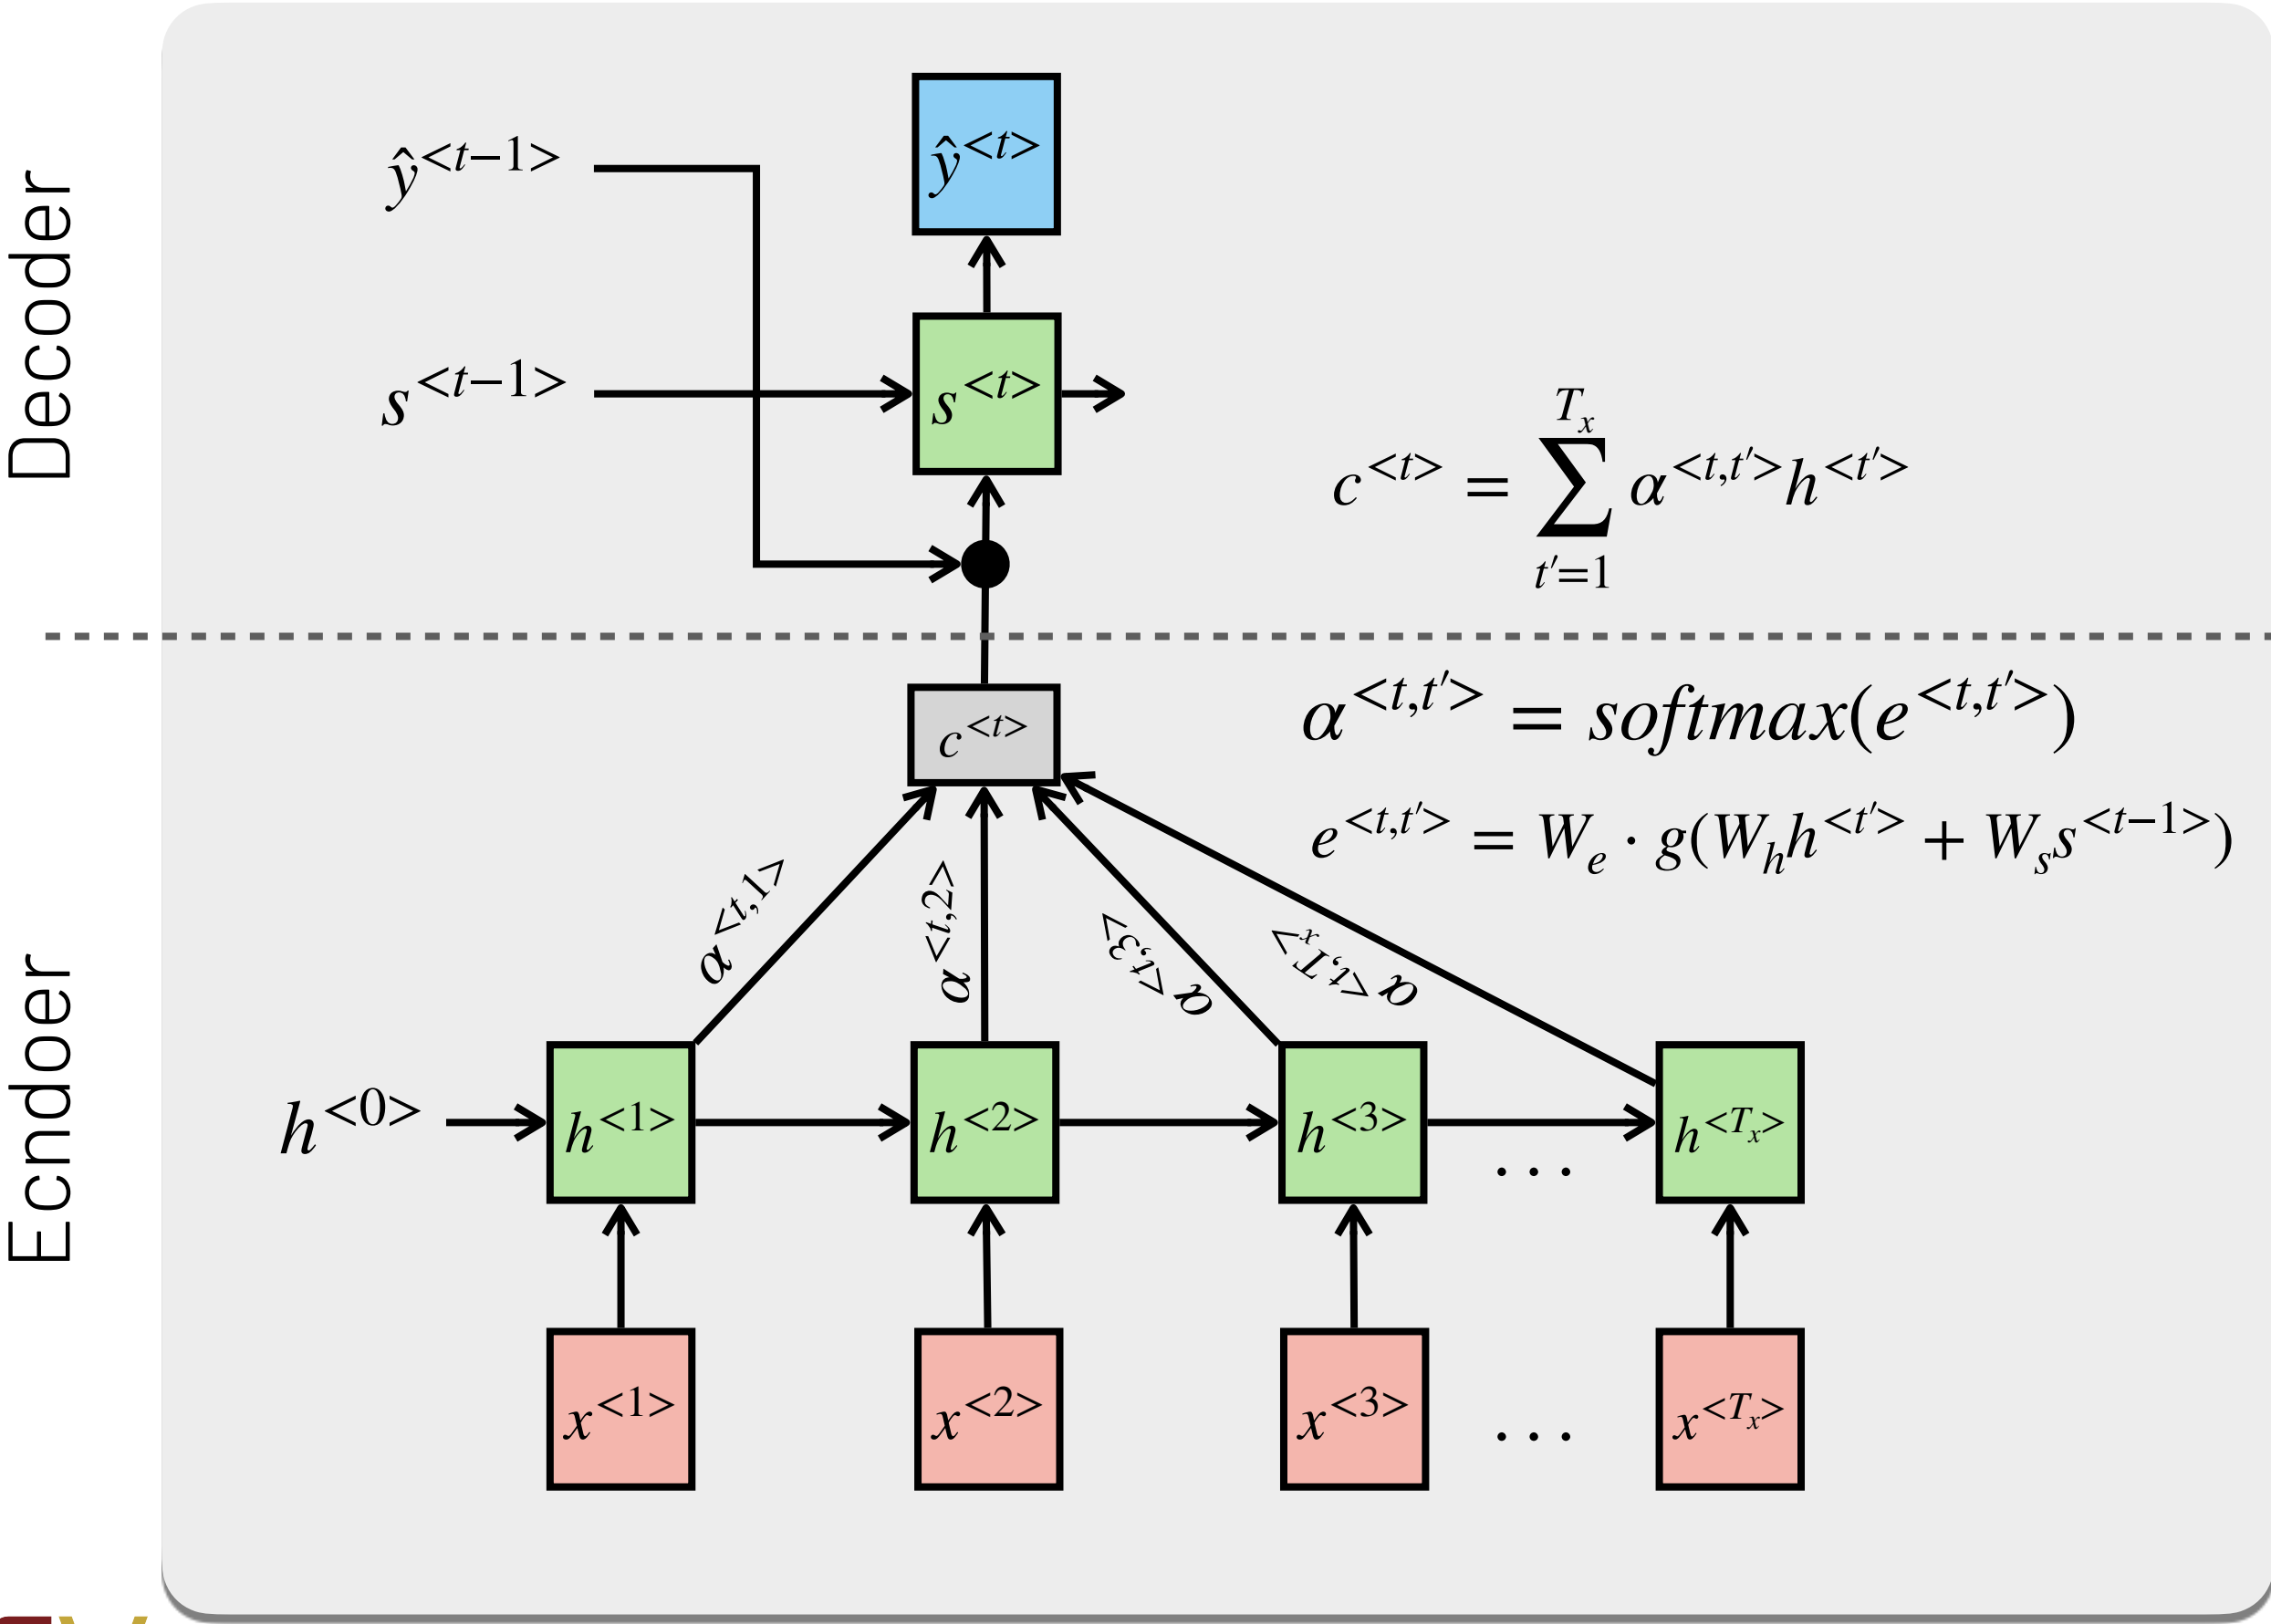 Decoder
ŷ<t−1>
ŷ<t>
s<t−1>
s<t>
c<t> = ∑_{t′=1}^{T_x} α<t,t′>h<t′>
c<t>
α<t,t′> = softmax(e<t,t′>)
e<t,t′> = W_e · g(W_h h<t′> + W_s s<t−1>)
α<t,1>
α<t,2>
α<t,3>
α<t,T_x>
Ecndoer
h<0>
h<1>
h<2>
h<3>
. . .
h<T_x>
x<1>
x<2>
x<3>
. . .
x<T_x>